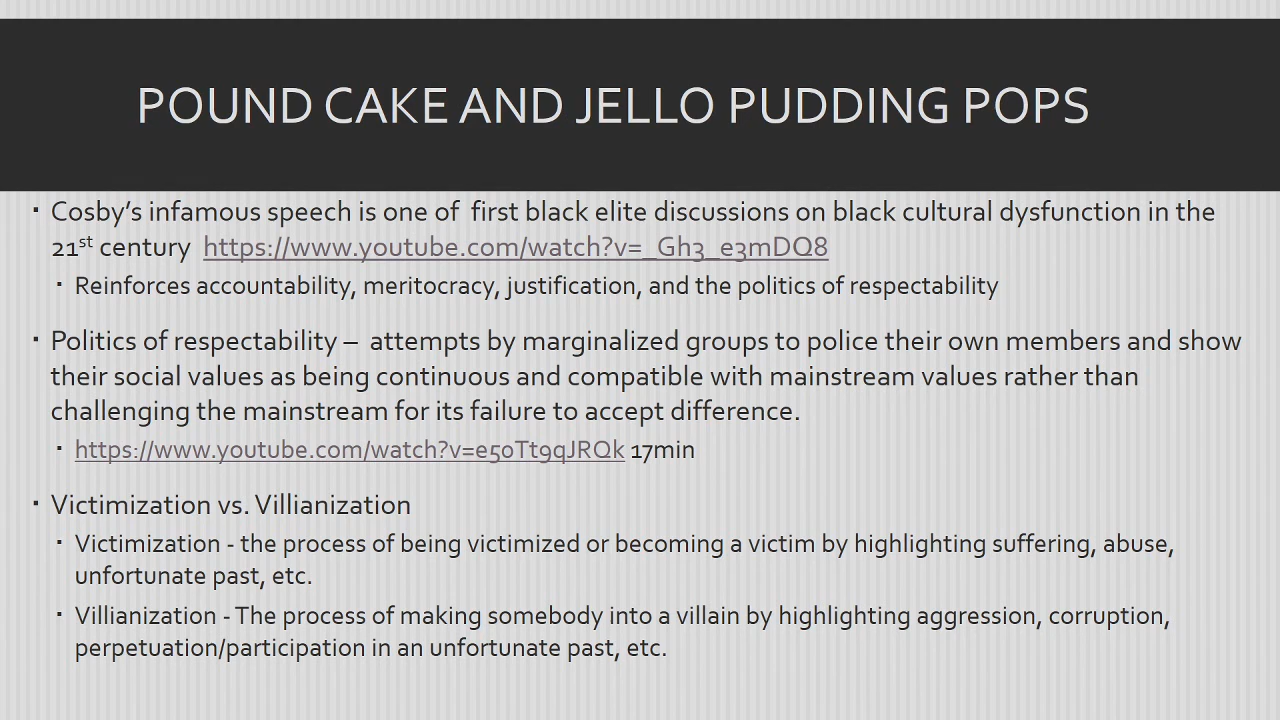 POUND CAKE AND JELLO PUDDING POPS
▪ Cosby's infamous speech is one of  first black elite discussions on black cultural dysfunction in the
21st century  https://www.youtube.com/watch?v=_Gh3_e3mDQ8
▪ Reinforces accountability, meritocracy, justification, and the politics of respectability
▪ Politics of respectability –  attempts by marginalized groups to police their own members and show
their social values as being continuous and compatible with mainstream values rather than
challenging the mainstream for its failure to accept difference.
▪ https://www.youtube.com/watch?v=e5oTt9qJRQk 17min
▪ Victimization vs. Villianization
▪ Victimization - the process of being victimized or becoming a victim by highlighting suffering, abuse,
unfortunate past, etc.
▪ Villianization - The process of making somebody into a villain by highlighting aggression, corruption,
perpetuation/participation in an unfortunate past, etc.